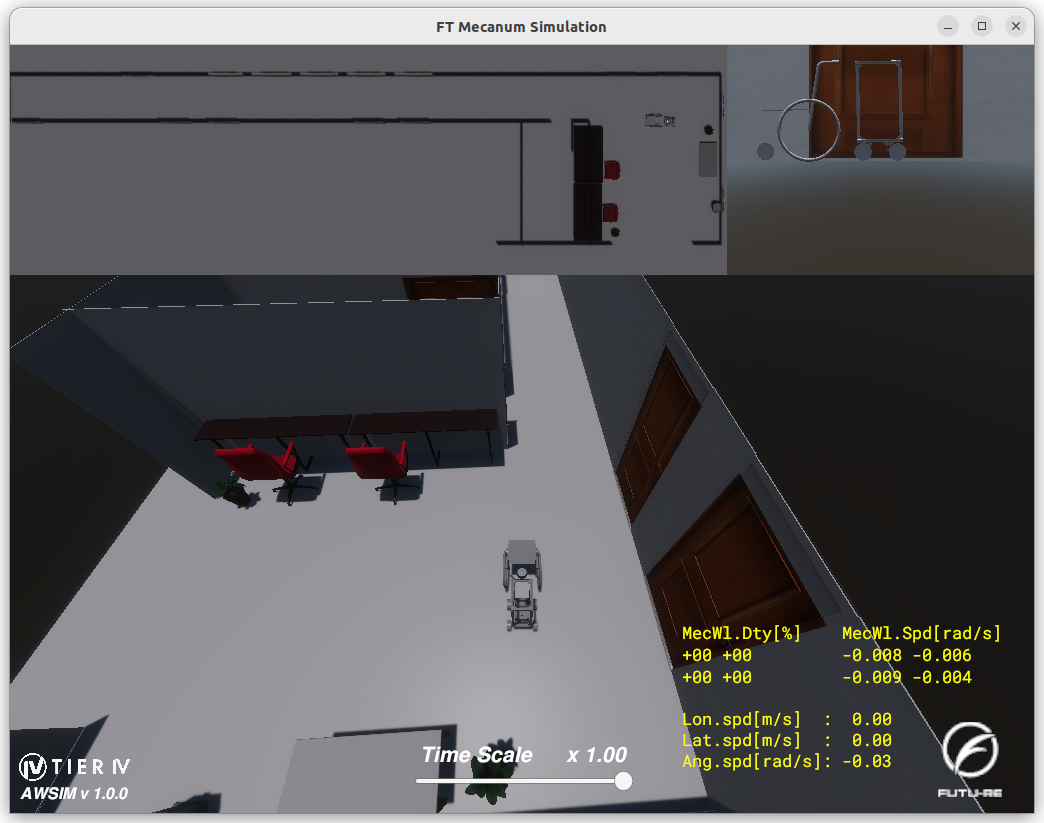 FT Mecanum Simulation
MecWl.Dty[%] MecWl.Spd[rad/s]
+00 +00 -0.008 -0.006
+00 +00 -0.009 -0.004
Lon.spd[m/s] : 0.00
Lat.spd[m/s] : 0.00
Ang.spd[rad/s]: -0.03
Time Scale x 1.00
TIER IV
AWSIM v 1.0.0
FUTU-RE